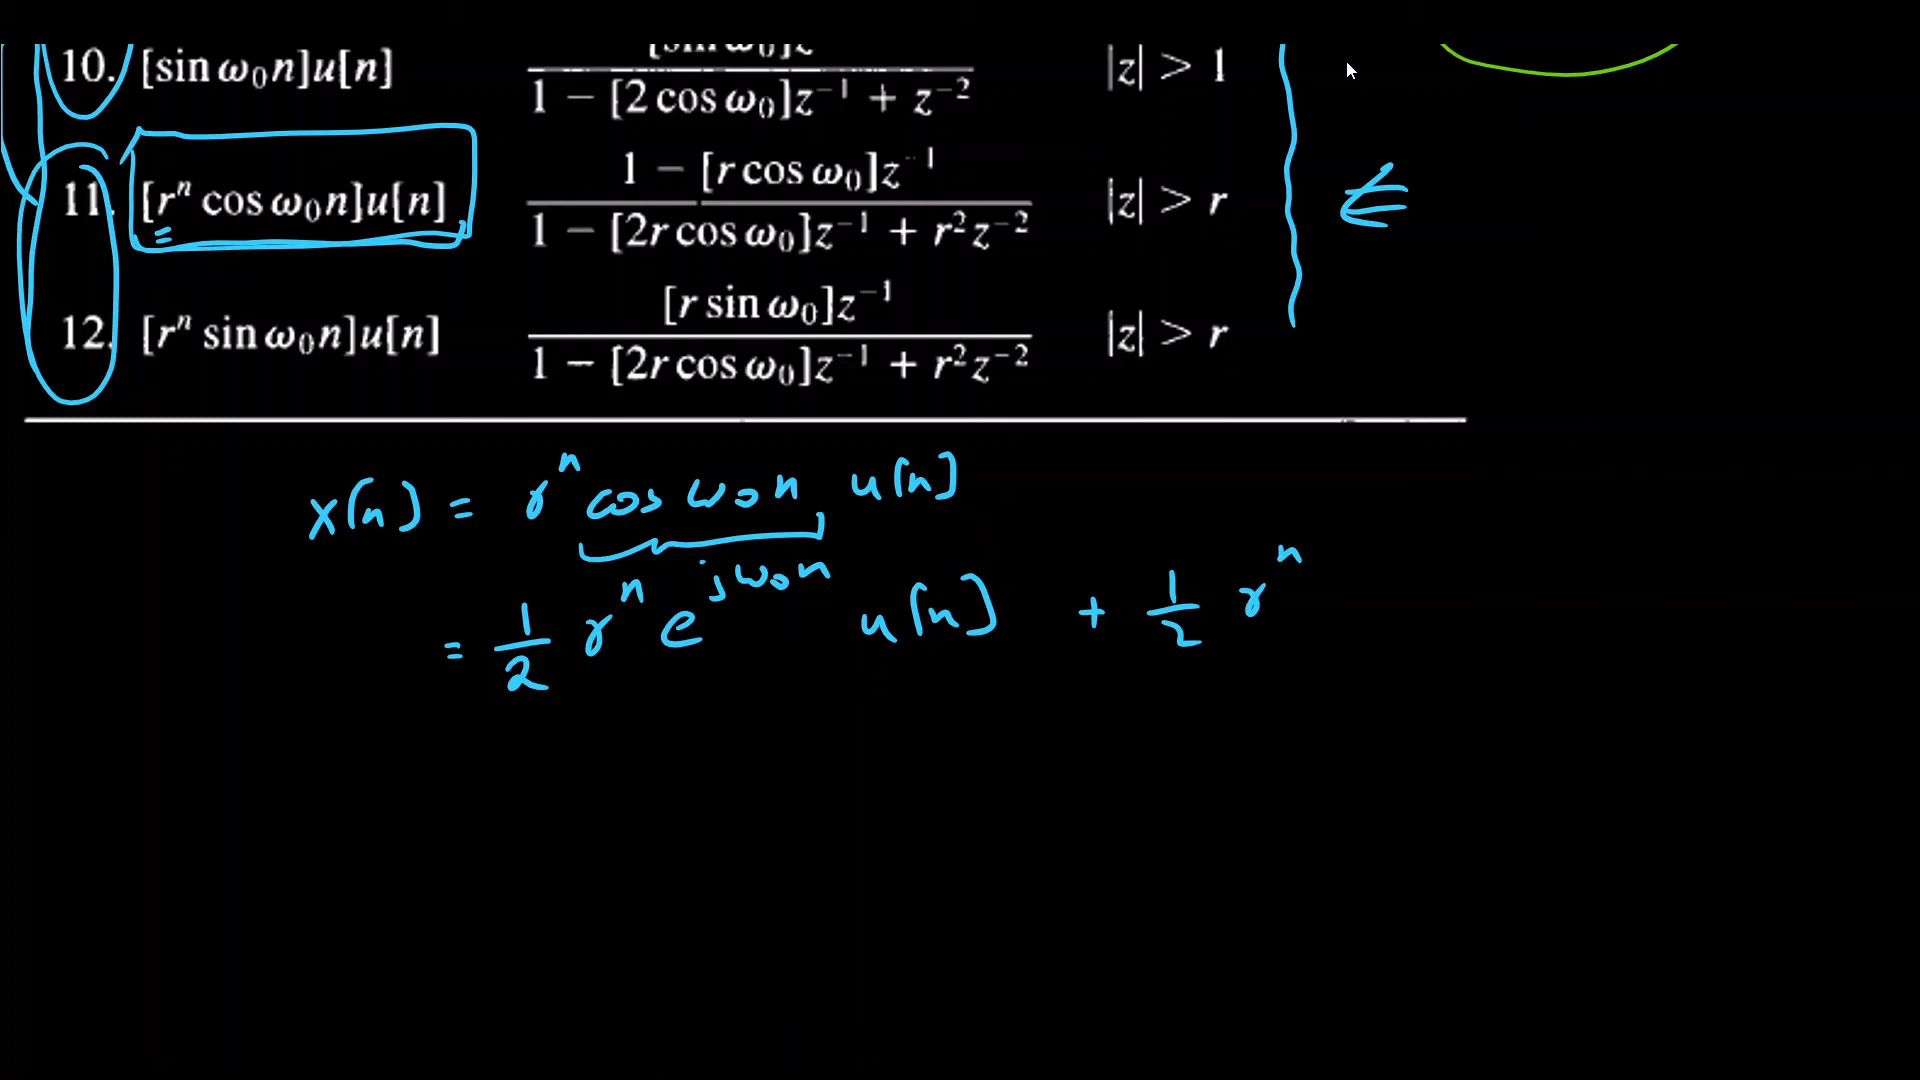 10. [sin ω₀n]u[n] [sin ω₀]z / 1 − [2 cos ω₀]z⁻¹ + z⁻² |z| > 1
11. [rⁿ cos ω₀n]u[n] 1 − [r cos ω₀]z⁻¹ / 1 − [2r cos ω₀]z⁻¹ + r²z⁻² |z| > r
12. [rⁿ sin ω₀n]u[n] [r sin ω₀]z⁻¹ / 1 − [2r cos ω₀]z⁻¹ + r²z⁻² |z| > r
x[n] = rⁿ cos ω₀n u[n]
= 1/2 rⁿ e^{jω₀n} u[n] + 1/2 rⁿ